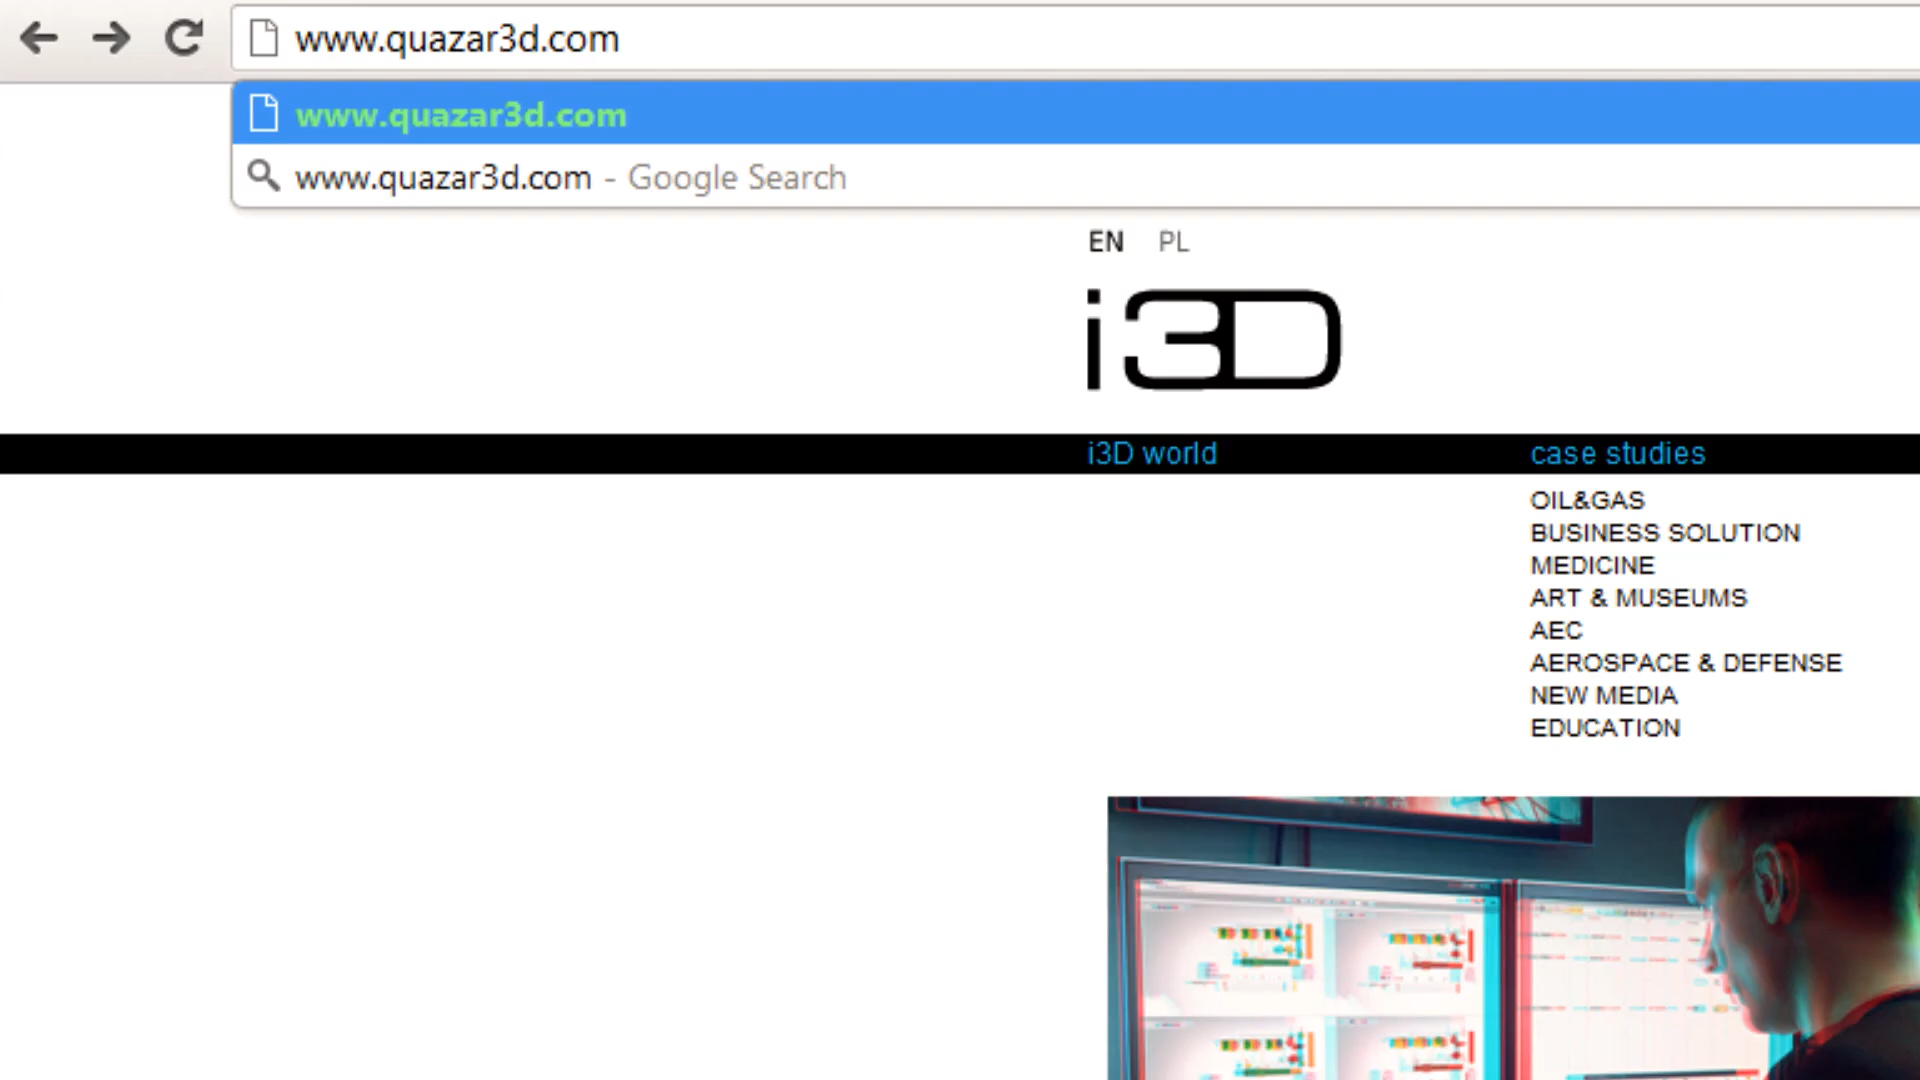 www.quazar3d.com
www.quazar3d.com
www.quazar3d.com - Google Search
EN PL
i3D
i3D world case studies
OIL&GAS
BUSINESS SOLUTION
MEDICINE
ART & MUSEUMS
AEC
AEROSPACE & DEFENSE
NEW MEDIA
EDUCATION